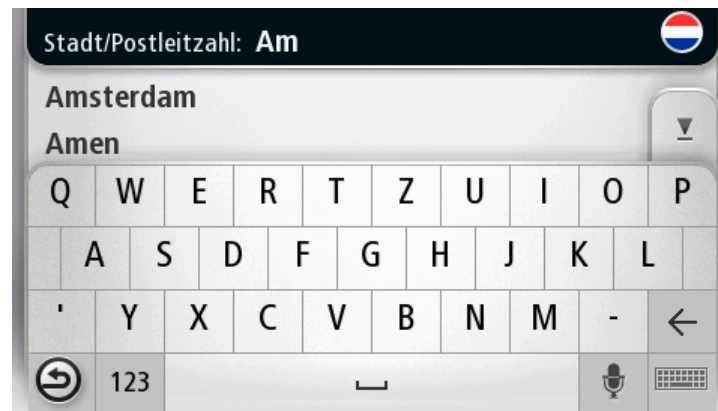 Stadt/Postleitzahl: Am
Amsterdam
Amen
Q W E R T Z U I O P
A S D F G H J K L
' Y X C V B N M -
123